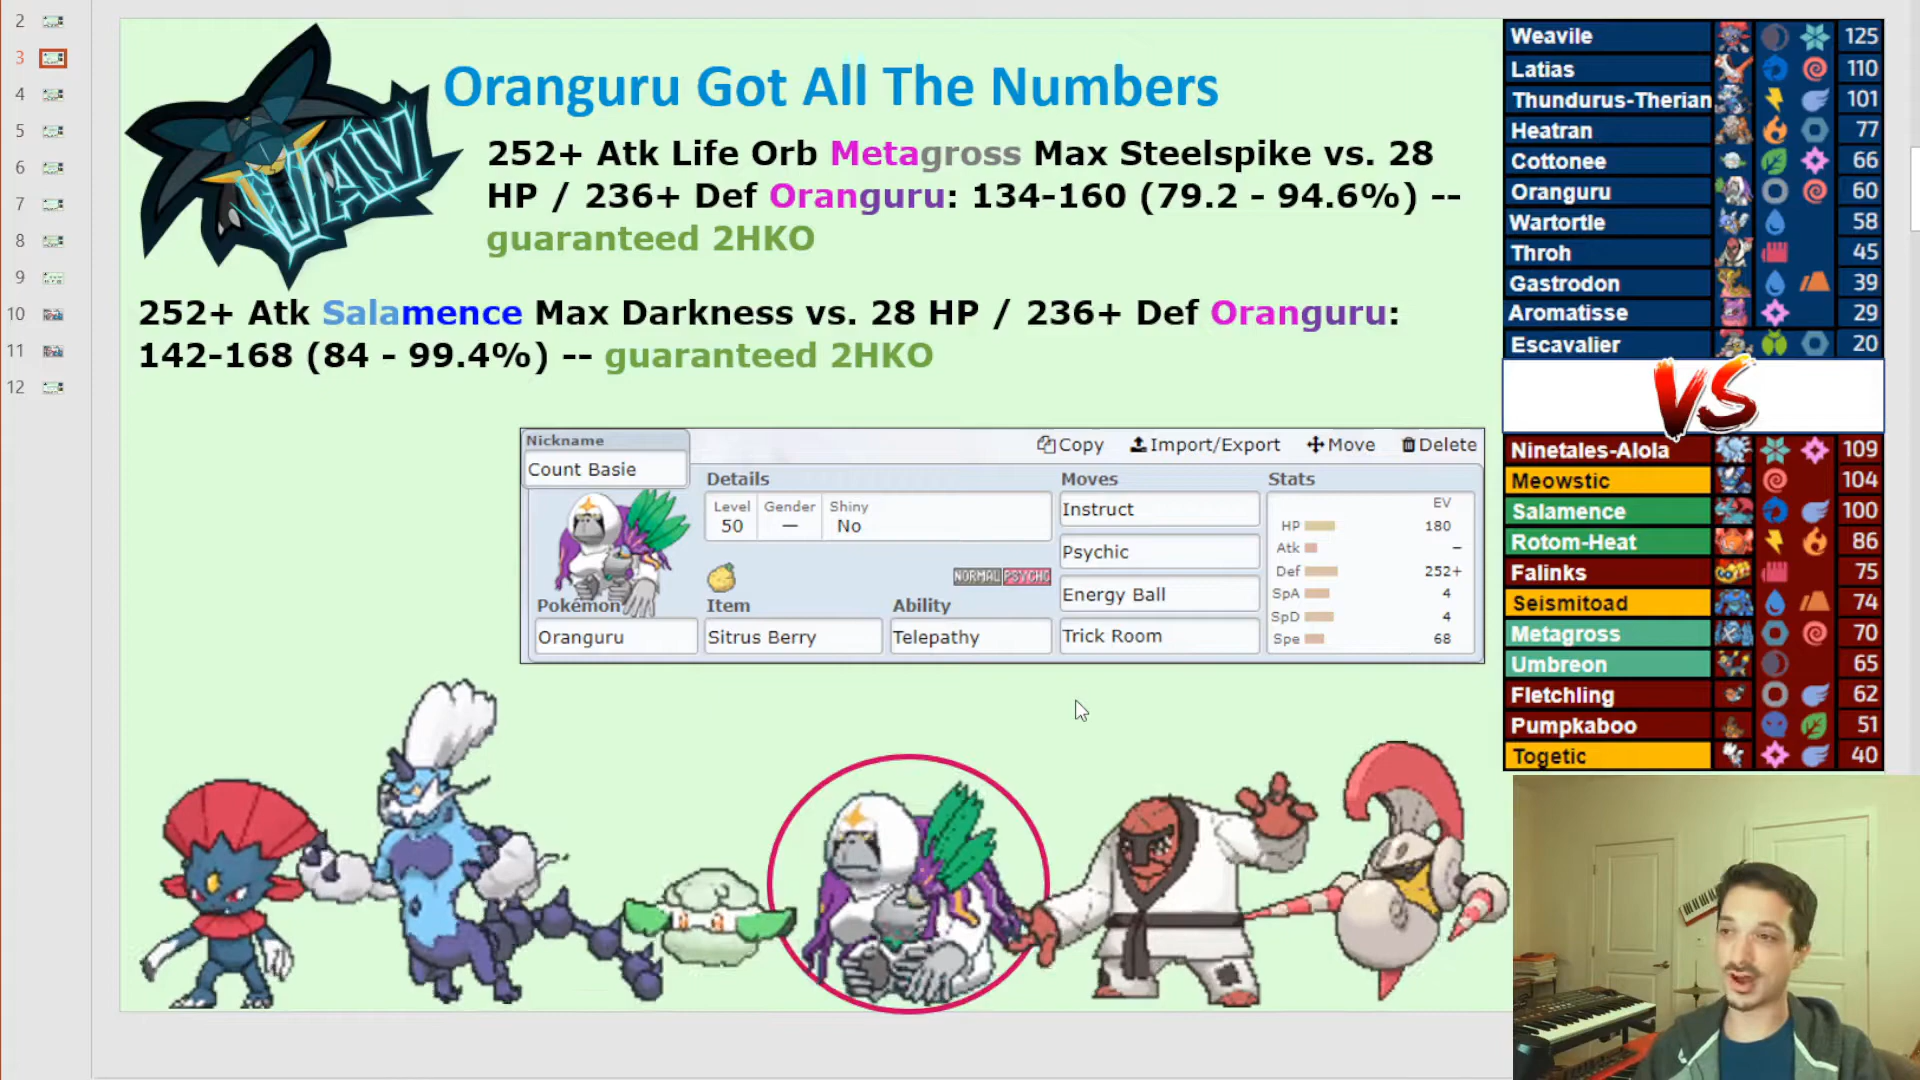 2
3
4
5
6
7
8
9
10
11
12
UAV
Oranguru Got All The Numbers
252+ Atk Life Orb Metagross Max Steelspike vs. 28
HP / 236+ Def Oranguru: 134-160 (79.2 - 94.6%) --
guaranteed 2HKO
252+ Atk Salamence Max Darkness vs. 28 HP / 236+ Def Oranguru:
142-168 (84 - 99.4%) -- guaranteed 2HKO
Nickname
Count Basie
Copy Import/Export Move Delete
Details
Level Gender Shiny
50 — No
NORMAL PSYCHC
Pokémon Item Ability
Oranguru Sitrus Berry Telepathy
Moves
Instruct
Psychic
Energy Ball
Trick Room
Stats
EV
HP 180
Atk –
Def 252+
SpA 4
SpD 4
Spe 68
Weavile 125
Latias 110
Thundurus-Therian 101
Heatran 77
Cottonee 66
Oranguru 60
Wartortle 58
Throh 45
Gastrodon 39
Aromatisse 29
Escavalier 20
VS
Ninetales-Alola 109
Meowstic 104
Salamence 100
Rotom-Heat 86
Falinks 75
Seismitoad 74
Metagross 70
Umbreon 65
Fletchling 62
Pumpkaboo 51
Togetic 40